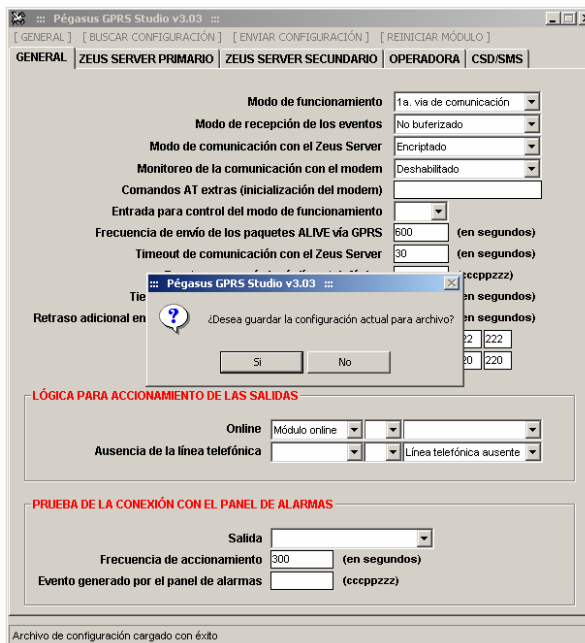 ::: Pégasus GPRS Studio v3.03 :::
[ GENERAL ] [ BUSCAR CONFIGURACIÓN ] [ ENVIAR CONFIGURACIÓN ] [ REINICIAR MÓDULO ]
GENERAL ZEUS SERVER PRIMARIO ZEUS SERVER SECUNDARIO OPERADORA CSD/SMS
Modo de funcionamiento 1a. via de comunicación
Modo de recepción de los eventos No buferizado
Modo de comunicación con el Zeus Server Encriptado
Monitoreo de la comunicación con el modem Deshabilitado
Comandos AT extras (inicialización del modem)
Entrada para control del modo de funcionamiento
Frecuencia de envío de los paquetes ALIVE vía GPRS 600 (en segundos)
Timeout de comunicación con el Zeus Server 30 (en segundos)
::: Pégasus GPRS Studio v3.03 :::
¿Desea guardar la configuración actual para archivo?
Si No
(cccppzzz)
Tie (en segundos)
Retraso adicional en (en segundos)
22 222
20 220
LÓGICA PARA ACCIONAMIENTO DE LAS SALIDAS
Online Módulo online
Ausencia de la línea telefónica Línea telefónica ausente
PRUEBA DE LA CONEXIÓN CON EL PANEL DE ALARMAS
Salida
Frecuencia de accionamiento 300 (en segundos)
Evento generado por el panel de alarmas (cccppzzz)
Archivo de configuración cargado con éxito